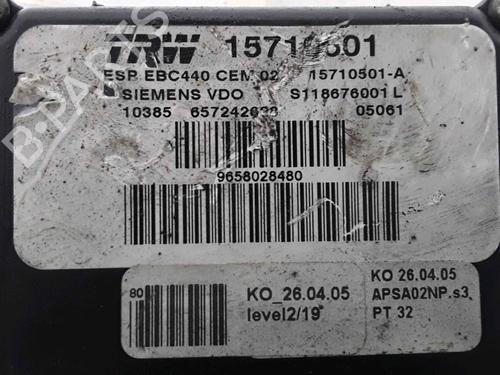 TRW 15710501
ESP EBC440 CEM 02 15710501-A
SIEMENS VDO S118676001 L
10385 05061
9658028480
80
KO_26.04.05
level2/19
KO 26.04.05
APSA02NP.s3
PT 32